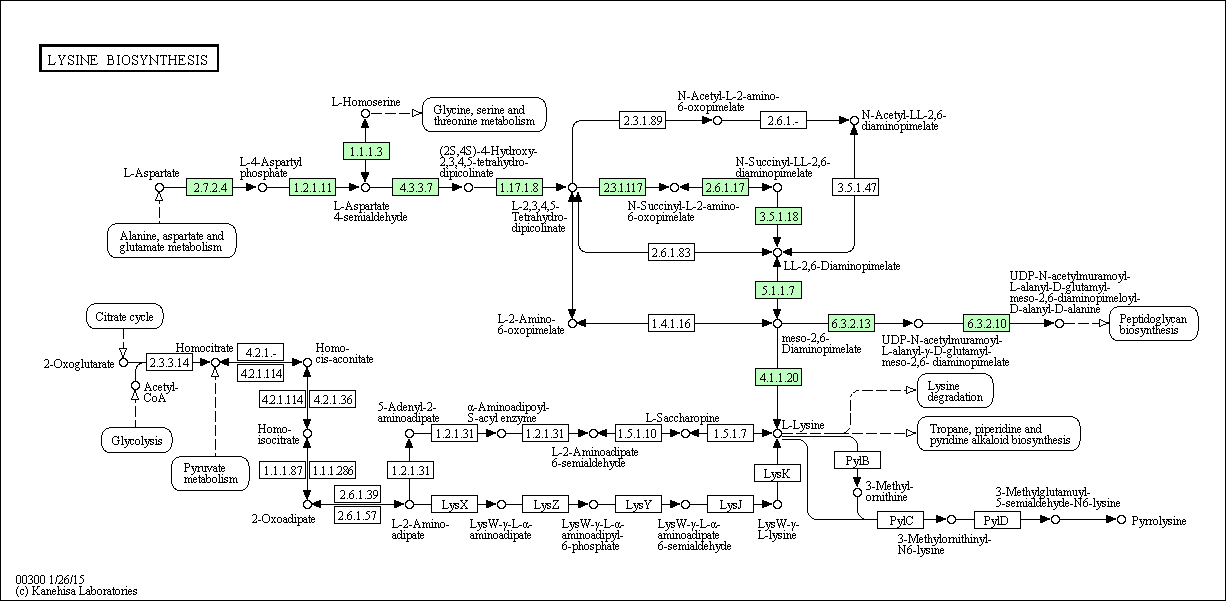 LYSINE BIOSYNTHESIS
N-Acetyl-L-2-amino-
6-oxopimelate
L-Homoserine
Glycine, serine and
threonine metabolism
2.3.1.89
2.6.1.-
N-Acetyl-LL-2,6-
diaminopimelate
1.1.1.3
(2S,4S)-4-Hydroxy-
2,3,4,5-tetrahydro-
dipicolinate
L-4-Aspartyl
phosphate
N-Succinyl-LL-2,6-
diaminopimelate
L-Aspartate
2.7.2.4
1.2.1.11
4.3.3.7
1.17.1.8
2.3.1.117
2.6.1.17
3.5.1.47
L-Aspartate
4-semialdehyde
L-2,3,4,5-
Tetrahydro-
dipicolinate
N-Succinyl-L-2-amino-
6-oxopimelate
3.5.1.18
Alanine, aspartate and
glutamate metabolism
2.6.1.83
LL-2,6-Diaminopimelate
5.1.1.7
UDP-N-acetylmuramoyl-
L-alanyl-D-glutamyl-
meso-2,6-diaminopimeloyl-
D-alanyl-D-alanine
Citrate cycle
L-2-Amino-
6-oxopimelate
1.4.1.16
6.3.2.13
6.3.2.10
Peptidoglycan
biosynthesis
meso-2,6-
Diaminopimelate
UDP-N-acetylmuramoyl-
L-alanyl-γ-D-glutamyl-
meso-2,6- diaminopimelate
2-Oxoglutarate
2.3.3.14
Homocitrate
4.2.1.-
4.2.1.114
Homo-
cis-aconitate
Acetyl-
CoA
4.1.1.20
Lysine
degradation
4.2.1.114
4.2.1.36
5-Adenyl-2-
aminoadipate
α-Aminoadipoyl-
S-acyl enzyme
L-Saccharopine
L-Lysine
Glycolysis
Homo-
isocitrate
1.2.1.31
1.2.1.31
1.5.1.10
1.5.1.7
Tropane, piperidine and
pyridine alkaloid biosynthesis
L-2-Aminoadipate
6-semialdehyde
PylB
Pyruvate
metabolism
1.1.1.87
1.1.1.286
1.2.1.31
LysK
3-Methyl-
ornithine
2.6.1.39
2.6.1.57
2-Oxoadipate
LysX
LysZ
LysY
LysJ
3-Methylglutamuyl-
5-semialdehyde-N6-lysine
L-2-Amino-
adipate
LysW-γ-L-α-
aminoadipate
LysW-γ-L-α-
aminoadipyl-
6-phosphate
LysW-γ-L-α-
aminoadipate
6-semialdehyde
LysW-γ-
L-lysine
PylC
PylD
Pyrrolysine
3-Methylornithinyl-
N6-lysine
00300 1/26/15
(c) Kanehisa Laboratories